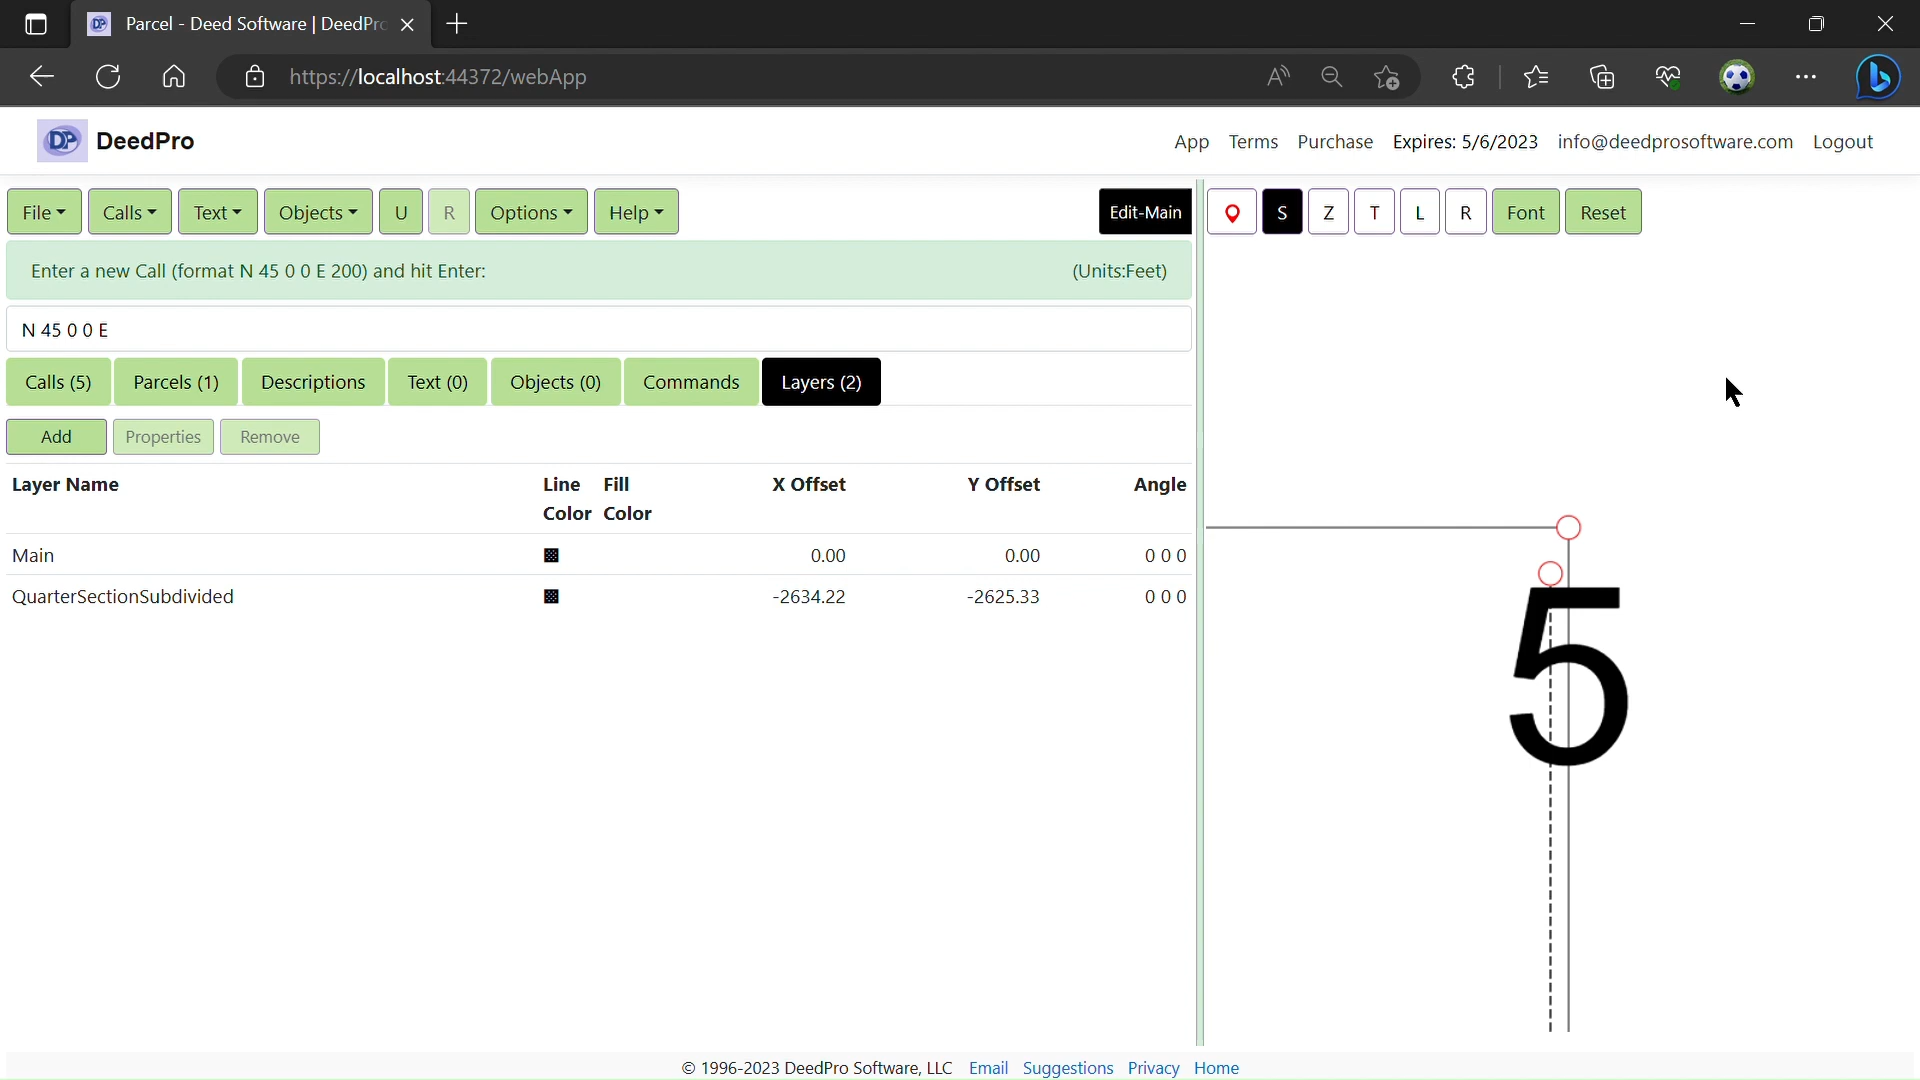 Parcel - Deed Software | DeedPro
https://localhost:44372/webApp
DP DeedPro
App Terms Purchase Expires: 5/6/2023 info@deedprosoftware.com Logout
File Calls Text Objects U R Options Help Edit-Main S Z T L R Font Reset
Enter a new Call (format N 45 0 0 E 200) and hit Enter: (Units:Feet)
N 45 0 0 E
Calls (5) Parcels (1) Descriptions Text (0) Objects (0) Commands Layers (2)
Add Properties Remove
Layer Name Line Color Fill Color X Offset Y Offset Angle
Main 0.00 0.00 0 0 0
QuarterSectionSubdivided -2634.22 -2625.33 0 0 0
5
© 1996-2023 DeedPro Software, LLC Email Suggestions Privacy Home